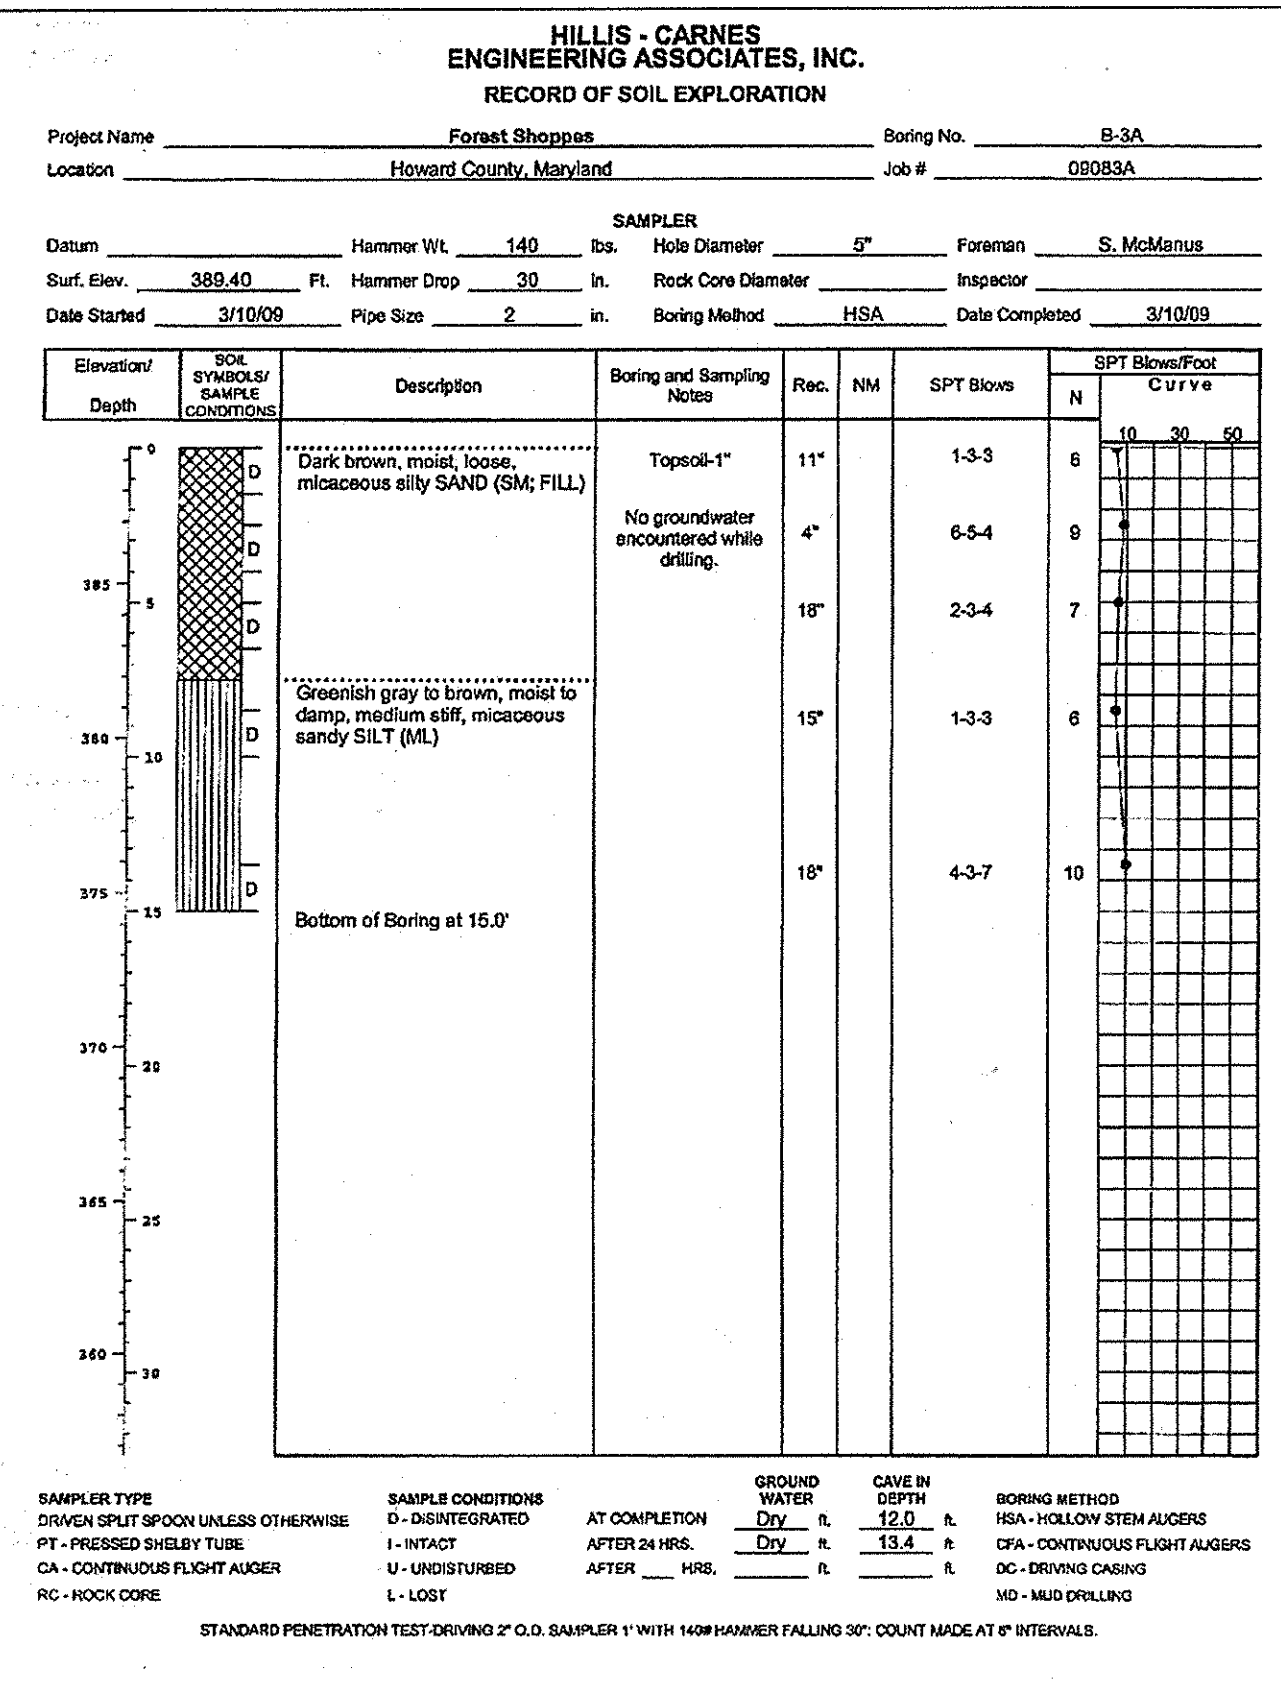 HILLIS - CARNES
ENGINEERING ASSOCIATES, INC.
RECORD OF SOIL EXPLORATION
Project Name Forest Shoppes Boring No. B-3A
Location Howard County, Maryland Job # 09083A
SAMPLER
Datum Hammer Wt. 140 lbs. Hole Diameter 5" Foreman S. McManus
Surf. Elev. 389.40 Ft. Hammer Drop 30 in. Rock Core Diameter Inspector
Date Started 3/10/09 Pipe Size 2 in. Boring Method HSA Date Completed 3/10/09
Elevation/
Depth
SOIL
SYMBOLS/
SAMPLE
CONDITIONS
Description
Boring and Sampling
Notes
Rec. NM SPT Blows
SPT Blows/Foot
N
Curve
10 30 50
0
D
Dark brown, moist, loose,
micaceous silty SAND (SM; FILL)
Topsoil-1" 11" 1-3-3 6
No groundwater
encountered while
drilling.
D 4" 6-5-4 9
385
5
D 18" 2-3-4 7
Greenish gray to brown, moist to
damp, medium stiff, micaceous
sandy SILT (ML)
D 15" 1-3-3 6
380
10
D 18" 4-3-7 10
375
15
Bottom of Boring at 15.0'
370
20
365
25
360
30
SAMPLER TYPE
DRIVEN SPLIT SPOON UNLESS OTHERWISE
PT - PRESSED SHELBY TUBE
CA - CONTINUOUS FLIGHT AUGER
RC - ROCK CORE
SAMPLE CONDITIONS
D - DISINTEGRATED
I - INTACT
U - UNDISTURBED
L - LOST
GROUND
WATER
CAVE IN
DEPTH
AT COMPLETION Dry ft. 12.0 ft.
AFTER 24 HRS. Dry ft. 13.4 ft.
AFTER ____ HRS. ft. ft.
BORING METHOD
HSA - HOLLOW STEM AUGERS
CFA - CONTINUOUS FLIGHT AUGERS
DC - DRIVING CASING
MD - MUD DRILLING
STANDARD PENETRATION TEST-DRIVING 2" O.D. SAMPLER 1' WITH 140# HAMMER FALLING 30": COUNT MADE AT 6" INTERVALS.